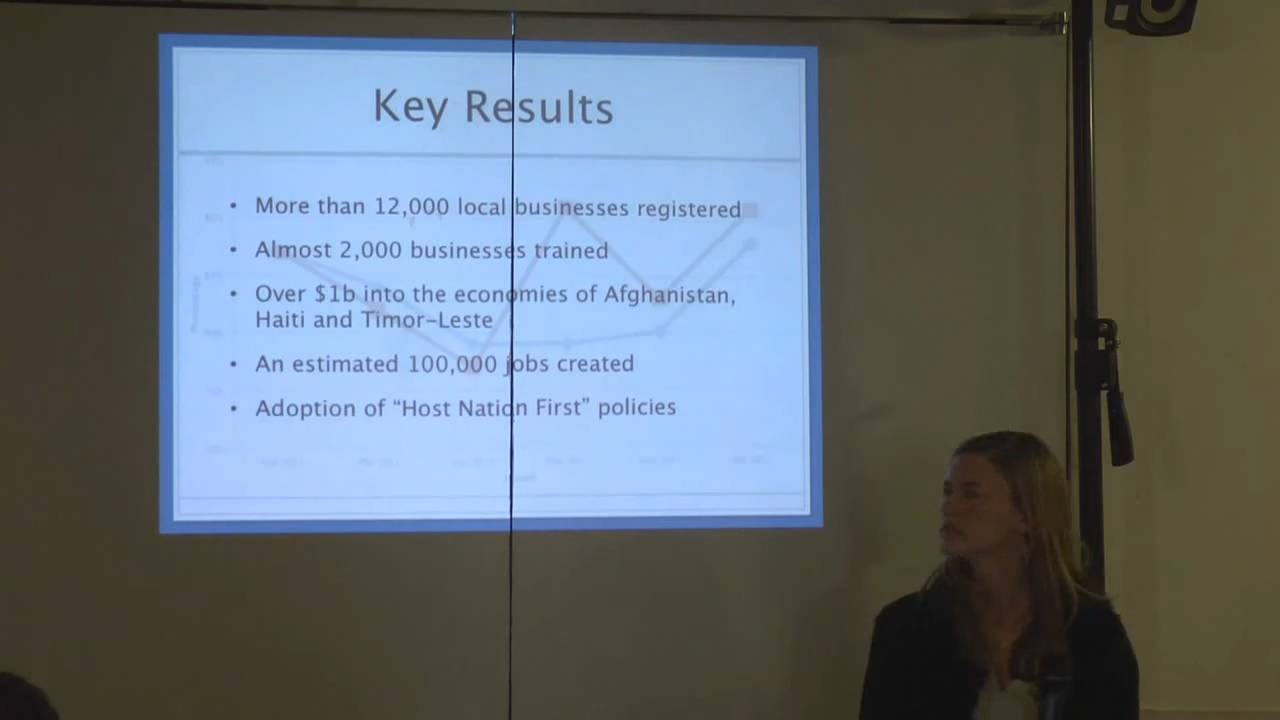 Key Results
• More than 12,000 local businesses registered
• Almost 2,000 businesses trained
• Over $1b into the economies of Afghanistan,
Haiti and Timor-Leste
• An estimated 100,000 jobs created
• Adoption of “Host Nation First” policies